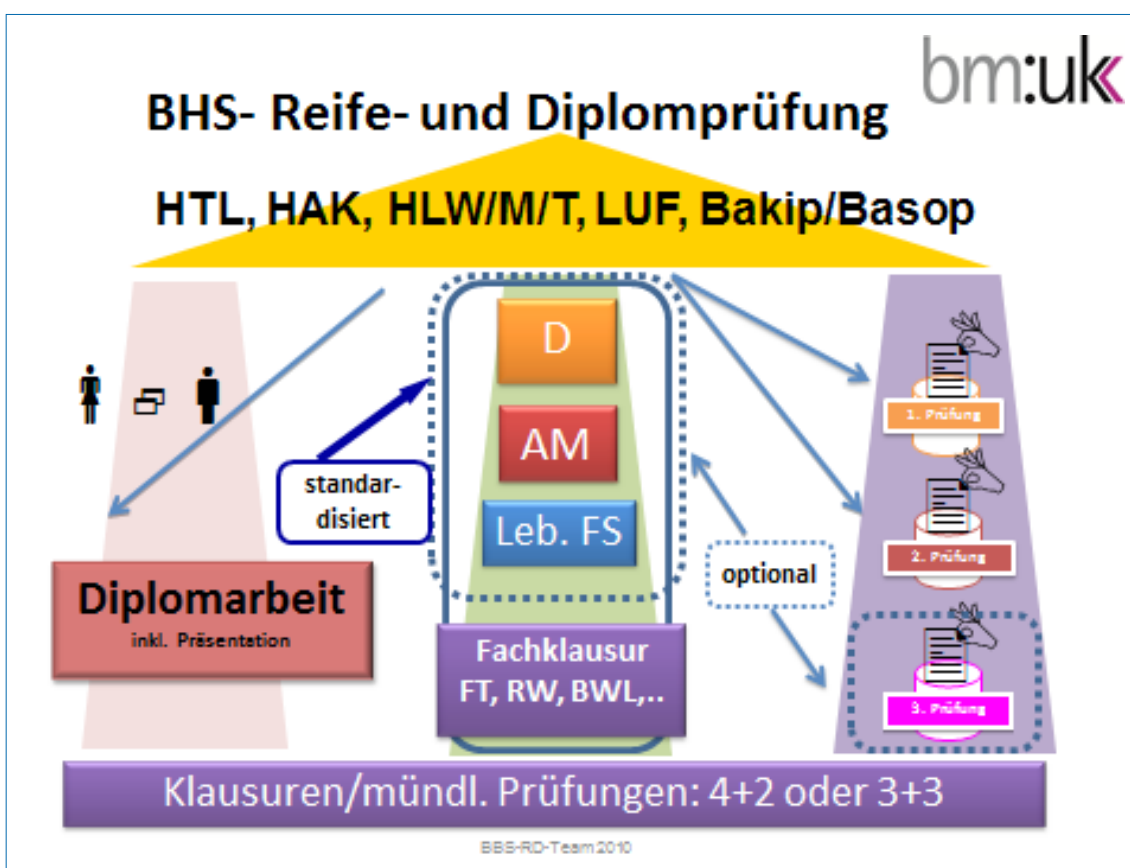 bm:uk
BHS- Reife- und Diplomprüfung
HTL, HAK, HLW/M/T, LUF, Bakip/Basop
D
AM
Leb. FS
standar-
disiert
optional
1. Prüfung
2. Prüfung
3. Prüfung
Diplomarbeit
inkl. Präsentation
Fachklausur
FT, RW, BWL,..
Klausuren/mündl. Prüfungen: 4+2 oder 3+3
BBS-RD-Team 2010